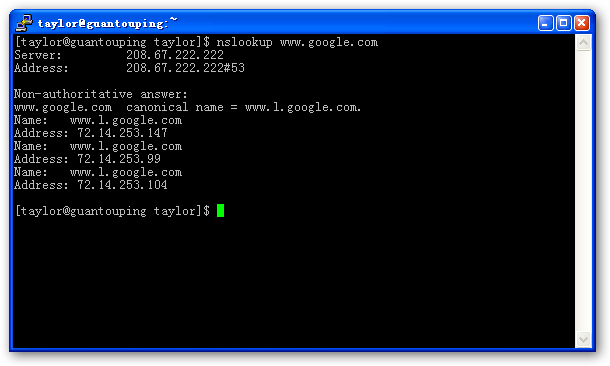 taylor@guantouping:~
[taylor@guantouping taylor]$ nslookup www.google.com
Server:         208.67.222.222
Address:        208.67.222.222#53
Non-authoritative answer:
www.google.com  canonical name = www.l.google.com.
Name:   www.l.google.com
Address: 72.14.253.147
Name:   www.l.google.com
Address: 72.14.253.99
Name:   www.l.google.com
Address: 72.14.253.104
[taylor@guantouping taylor]$